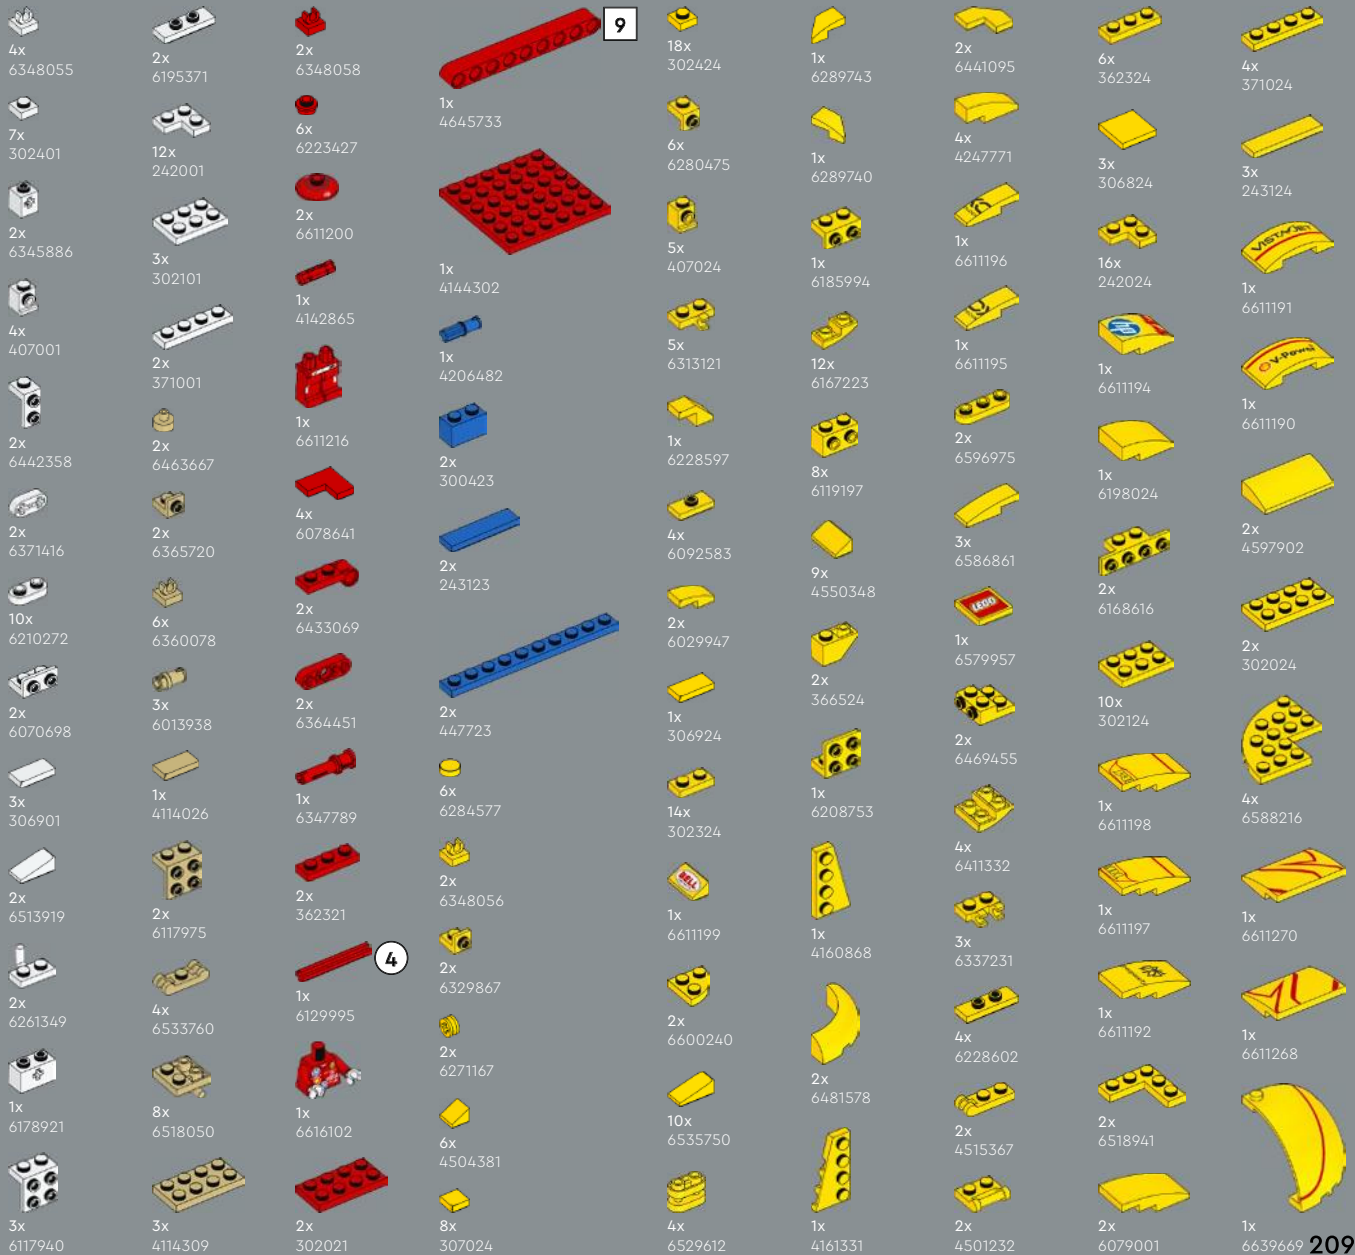 4x
6348055
7x
302401
2x
6345886
4x
407001
2x
6442358
2x
6371416
10x
6210272
2x
6070698
3x
306901
2x
6513919
2x
6261349
1x
6178921
3x
6117940
2x
6195371
12x
242001
3x
302101
2x
371001
2x
6463667
2x
6365720
6x
6360078
3x
6013938
1x
4114026
2x
6117975
4x
6533760
8x
6518050
3x
4114309
2x
6348058
6x
6223427
2x
6611200
1x
4142865
1x
6611216
4x
6078641
2x
6433069
2x
6364451
1x
6347789
2x
362321
4
1x
6129995
1x
6616102
2x
302021
9
1x
4645733
1x
4144302
1x
4206482
2x
300423
2x
243123
2x
447723
6x
6284577
2x
6348056
2x
6329867
2x
6271167
6x
4504381
8x
307024
18x
302424
6x
6280475
5x
407024
5x
6313121
1x
6228597
4x
6092583
2x
6029947
1x
306924
14x
302324
BELL
1x
6611199
2x
6600240
10x
6535750
4x
6529612
1x
6289743
1x
6289740
1x
6185994
12x
6167223
8x
6119197
9x
4550348
2x
366524
1x
6208753
1x
4160868
2x
6481578
1x
4161331
2x
6441095
4x
4247771
1x
6611196
1x
6611195
2x
6596975
3x
6586861
LEGO
1x
6579957
2x
6469455
4x
6411332
3x
6337231
4x
6228602
2x
4515367
2x
4501232
6x
362324
3x
306824
16x
242024
hp
1x
6611194
1x
6198024
2x
6168616
10x
302124
1x
6611198
1x
6611197
1x
6611192
2x
6518941
2x
6079001
4x
371024
3x
243124
VISTAJET
1x
6611191
V-Power
1x
6611190
2x
4597902
2x
302024
4x
6588216
1x
6611270
1x
6611268
1x
6639669
209